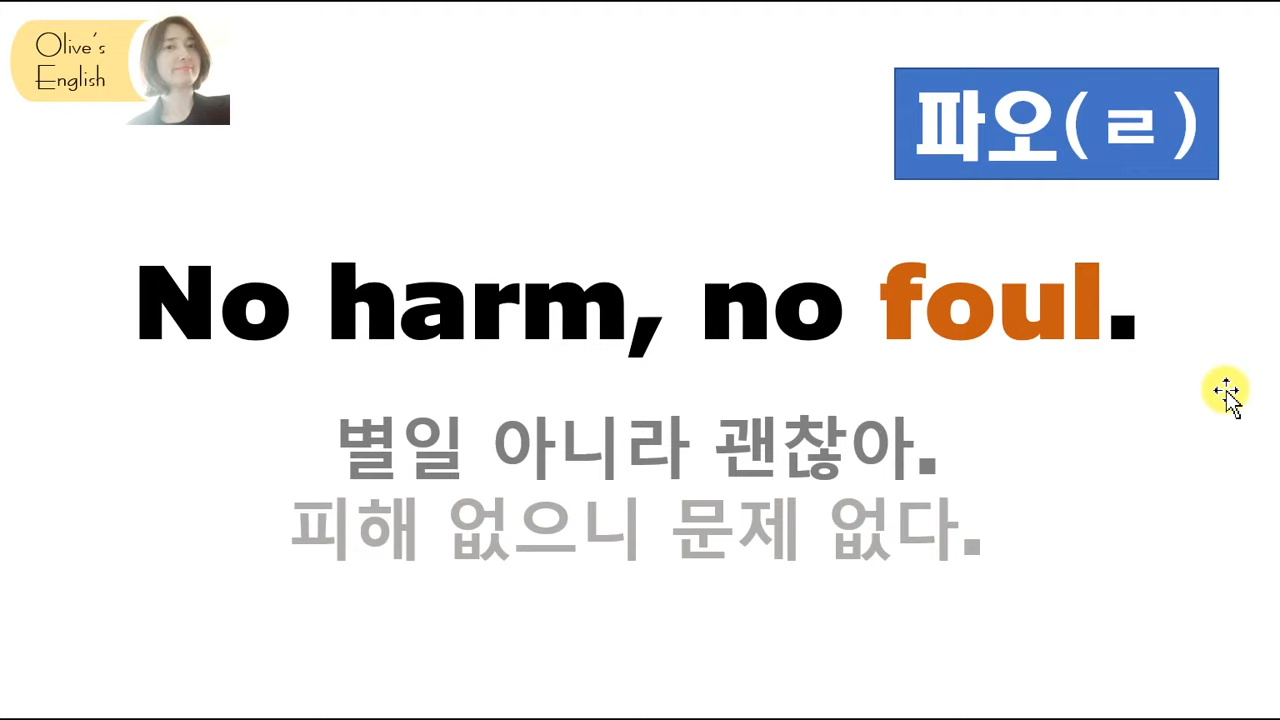 Olive's
English
파오(ㄹ)
No harm, no foul.
별일 아니라 괜찮아.
피해 없으니 문제 없다.